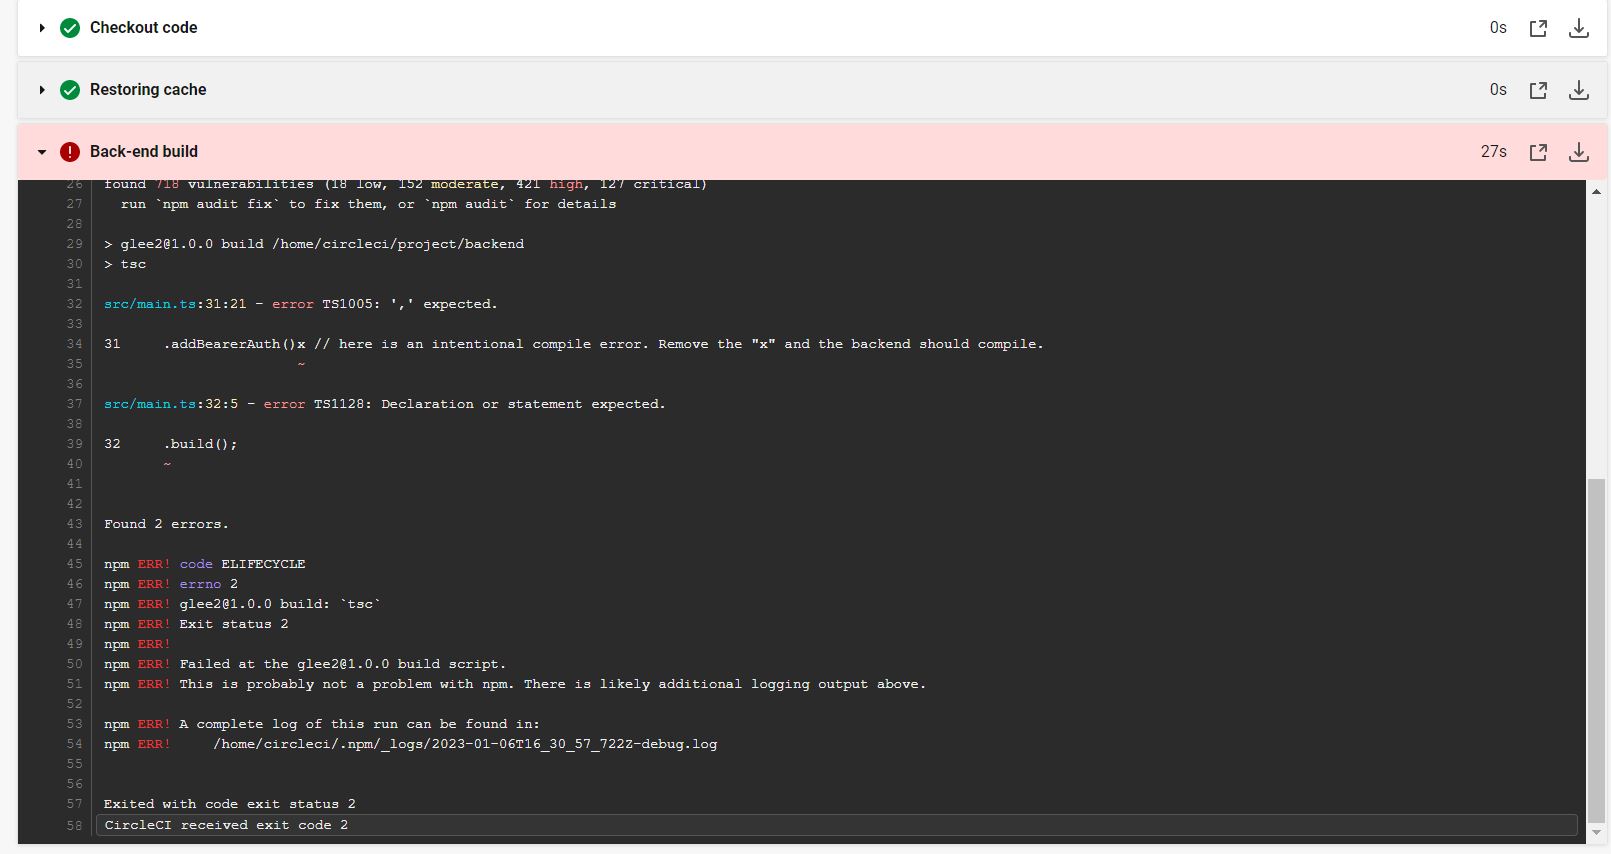 Checkout code 0s
Restoring cache 0s
Back-end build 27s
26 found 718 vulnerabilities (18 low, 152 moderate, 421 high, 127 critical)
27 run `npm audit fix` to fix them, or `npm audit` for details
28
29 > glee2@1.0.0 build /home/circleci/project/backend
30 > tsc
31
32 src/main.ts:31:21 - error TS1005: ',' expected.
33
34 31 .addBearerAuth()x // here is an intentional compile error. Remove the "x" and the backend should compile.
35 ~
36
37 src/main.ts:32:5 - error TS1128: Declaration or statement expected.
38
39 32 .build();
40 ~
41
42
43 Found 2 errors.
44
45 npm ERR! code ELIFECYCLE
46 npm ERR! errno 2
47 npm ERR! glee2@1.0.0 build: `tsc`
48 npm ERR! Exit status 2
49 npm ERR!
50 npm ERR! Failed at the glee2@1.0.0 build script.
51 npm ERR! This is probably not a problem with npm. There is likely additional logging output above.
52
53 npm ERR! A complete log of this run can be found in:
54 npm ERR! /home/circleci/.npm/_logs/2023-01-06T16_30_57_722Z-debug.log
55
56
57 Exited with code exit status 2
58 CircleCI received exit code 2